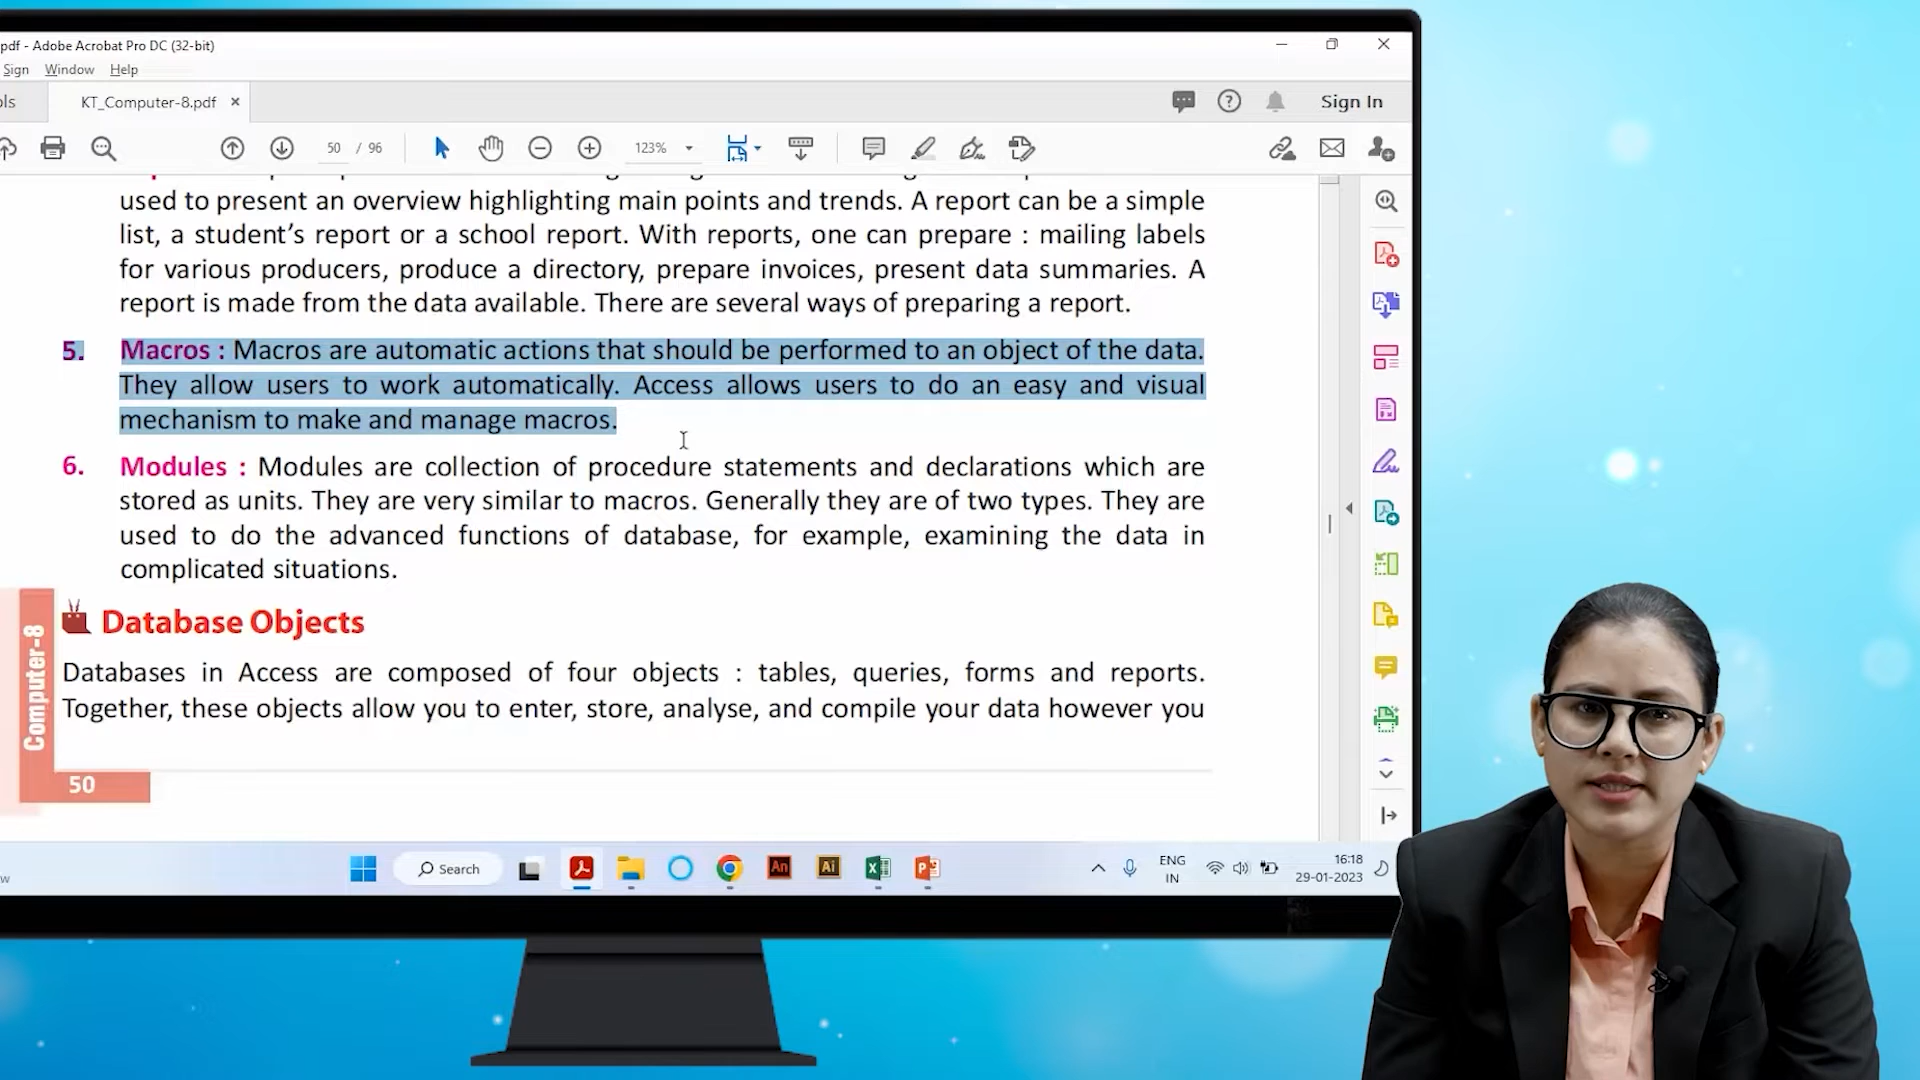 pdf - Adobe Acrobat Pro DC (32-bit)
Sign Window Help
ols KT_Computer-8.pdf × Sign In
50 / 96 123%
used to present an overview highlighting main points and trends. A report can be a simple
list, a student's report or a school report. With reports, one can prepare : mailing labels
for various producers, produce a directory, prepare invoices, present data summaries. A
report is made from the data available. There are several ways of preparing a report.
5. Macros : Macros are automatic actions that should be performed to an object of the data.
They allow users to work automatically. Access allows users to do an easy and visual
mechanism to make and manage macros.
6. Modules : Modules are collection of procedure statements and declarations which are
stored as units. They are very similar to macros. Generally they are of two types. They are
used to do the advanced functions of database, for example, examining the data in
complicated situations.
Database Objects
Databases in Access are composed of four objects : tables, queries, forms and reports.
Together, these objects allow you to enter, store, analyse, and compile your data however you
Computer-8
50
w
Search
An
Ai
ENG
IN
16:18
29-01-2023